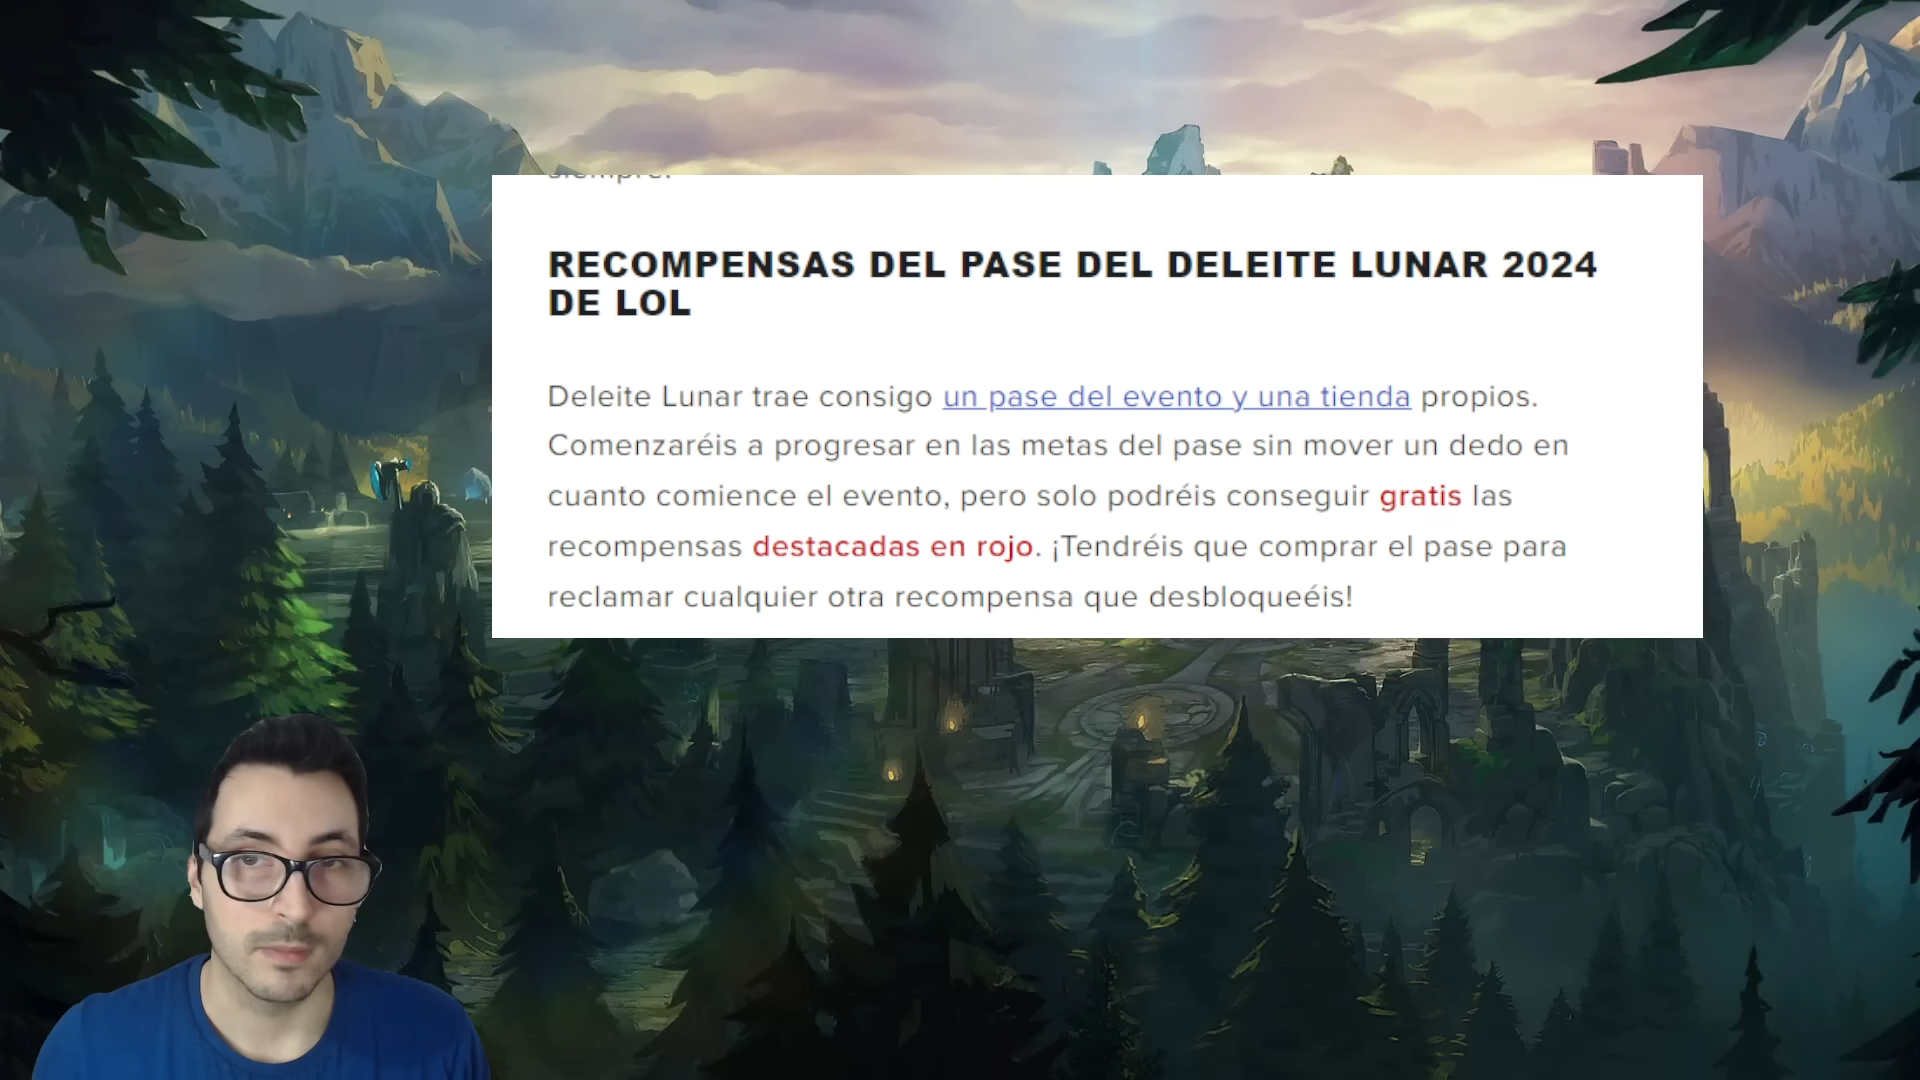 siempre.
RECOMPENSAS DEL PASE DEL DELEITE LUNAR 2024
DE LOL
Deleite Lunar trae consigo un pase del evento y una tienda propios.
Comenzaréis a progresar en las metas del pase sin mover un dedo en
cuanto comience el evento, pero solo podréis conseguir gratis las
recompensas destacadas en rojo. ¡Tendréis que comprar el pase para
reclamar cualquier otra recompensa que desbloqueéis!